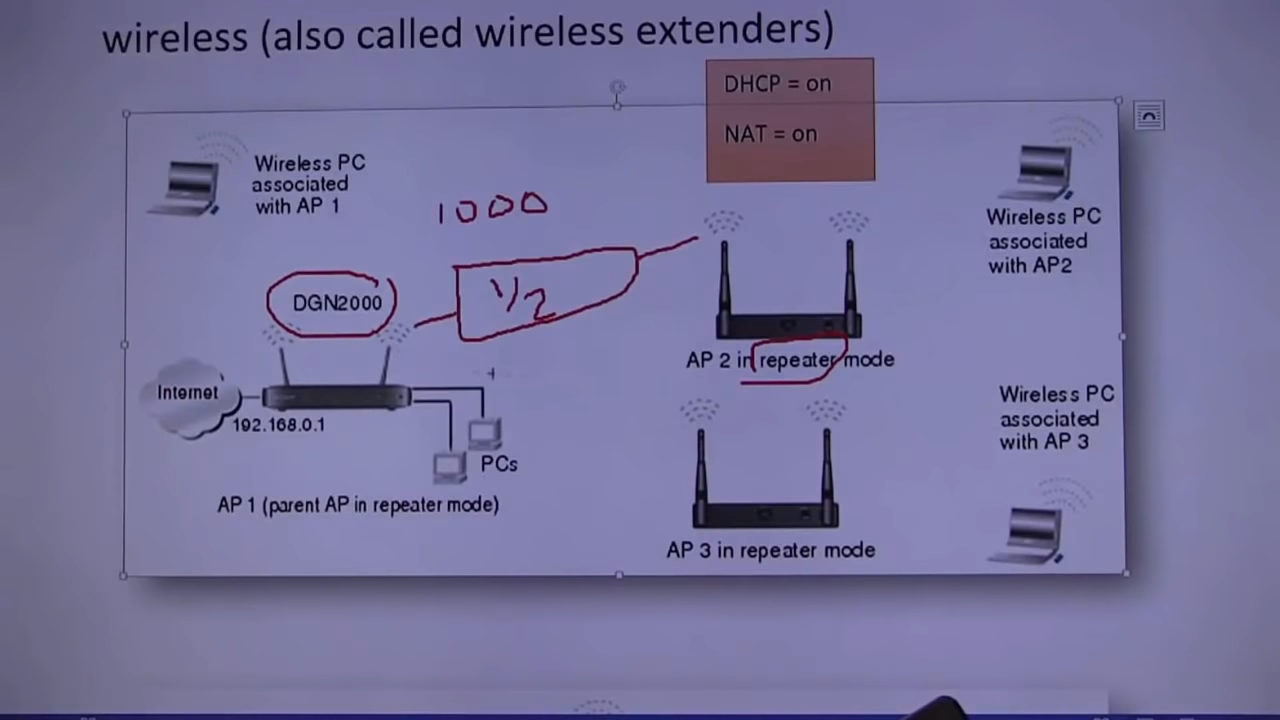 wireless (also called wireless extenders)
DHCP = on
NAT = on
Wireless PC
associated
with AP 1
1000
1/2
DGN2000
Internet
192.168.0.1
PCs
AP 1 (parent AP in repeater mode)
AP 2 in repeater mode
AP 3 in repeater mode
Wireless PC
associated
with AP2
Wireless PC
associated
with AP 3